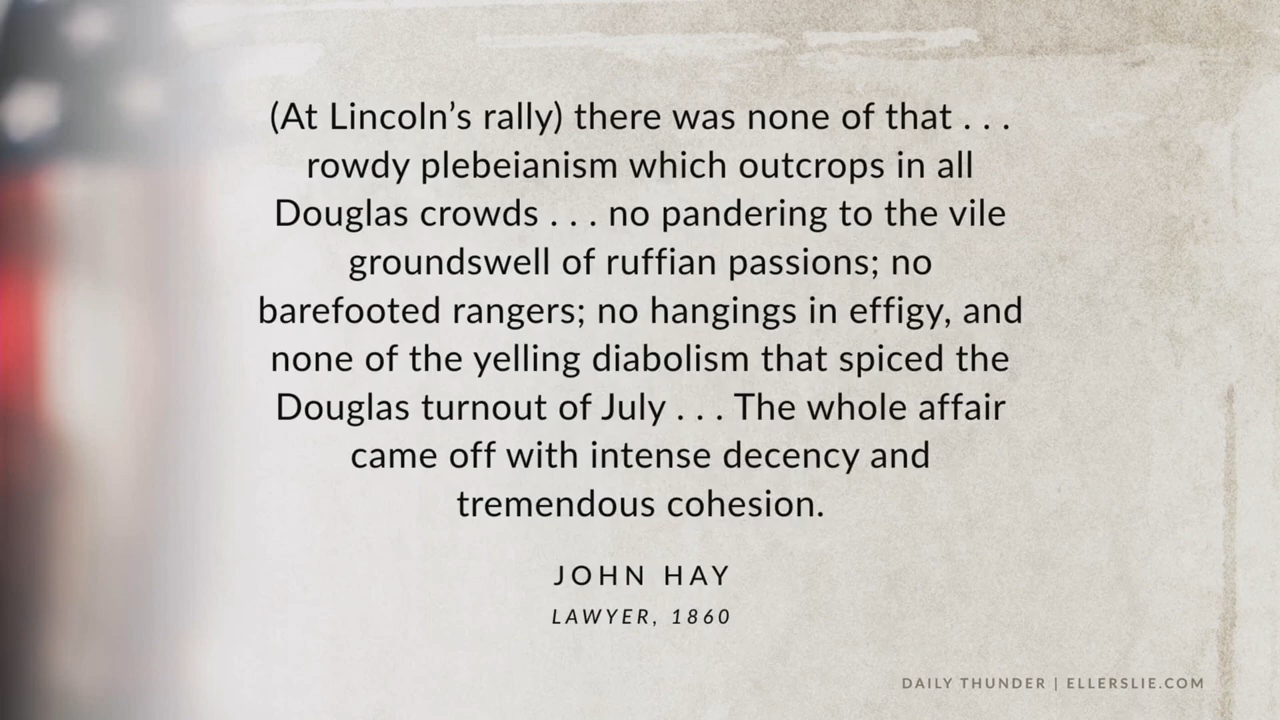 (At Lincoln’s rally) there was none of that . . .
rowdy plebeianism which outcrops in all
Douglas crowds . . . no pandering to the vile
groundswell of ruffian passions; no
barefooted rangers; no hangings in effigy, and
none of the yelling diabolism that spiced the
Douglas turnout of July . . . The whole affair
came off with intense decency and
tremendous cohesion.
JOHN HAY
LAWYER, 1860
DAILY THUNDER | ELLERSLIE.COM